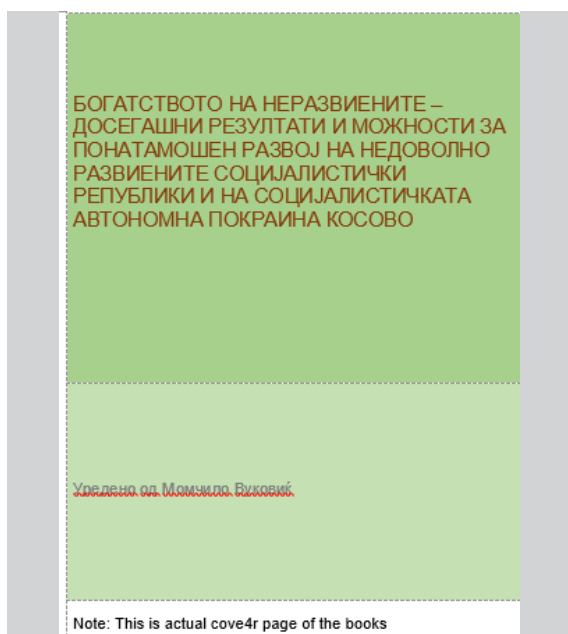 БОГАТСТВОТО НА НЕРАЗВИЕНИТЕ –
ДОСЕГАШНИ РЕЗУЛТАТИ И МОЖНОСТИ ЗА
ПОНАТАМОШЕН РАЗВОЈ НА НЕДОВОЛНО
РАЗВИЕНИТЕ СОЦИЈАЛИСТИЧКИ
РЕПУБЛИКИ И НА СОЦИЈАЛИСТИЧКАТА
АВТОНОМНА ПОКРАИНА КОСОВО
Уредено од Момчило Вуковиќ
Note: This is actual cove4r page of the books